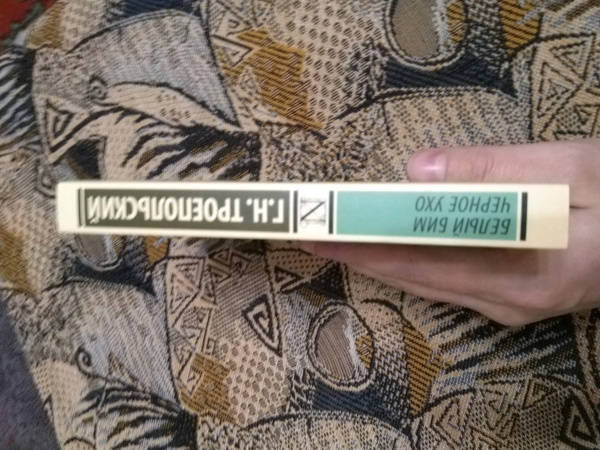 БЕЛЫЙ БИМ
ЧЕРНОЕ УХО
Г.Н. ТРОЕПОЛЬСКИЙ